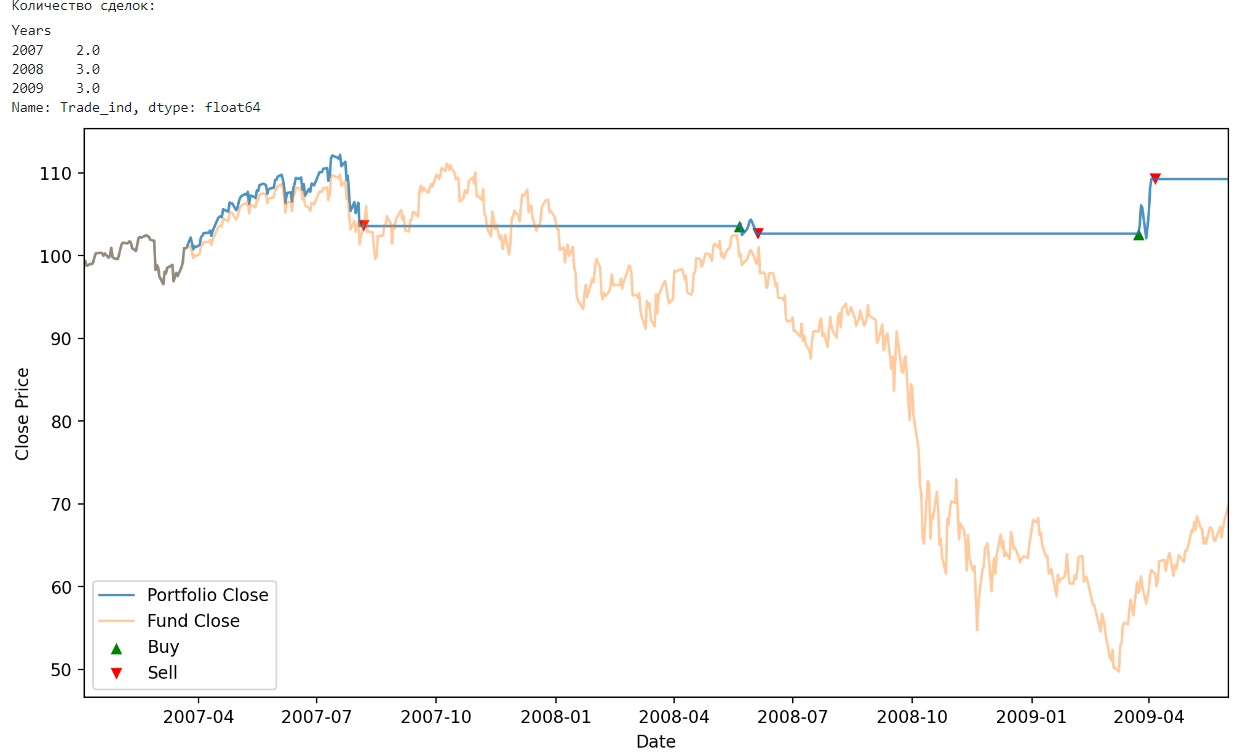 Количество сделок:
Years
2007    2.0
2008    3.0
2009    3.0
Name: Trade_ind, dtype: float64
110
100
90
80
70
60
50
Close Price
Portfolio Close
Fund Close
Buy
Sell
2007-04
2007-07
2007-10
2008-01
2008-04
2008-07
2008-10
2009-01
2009-04
Date